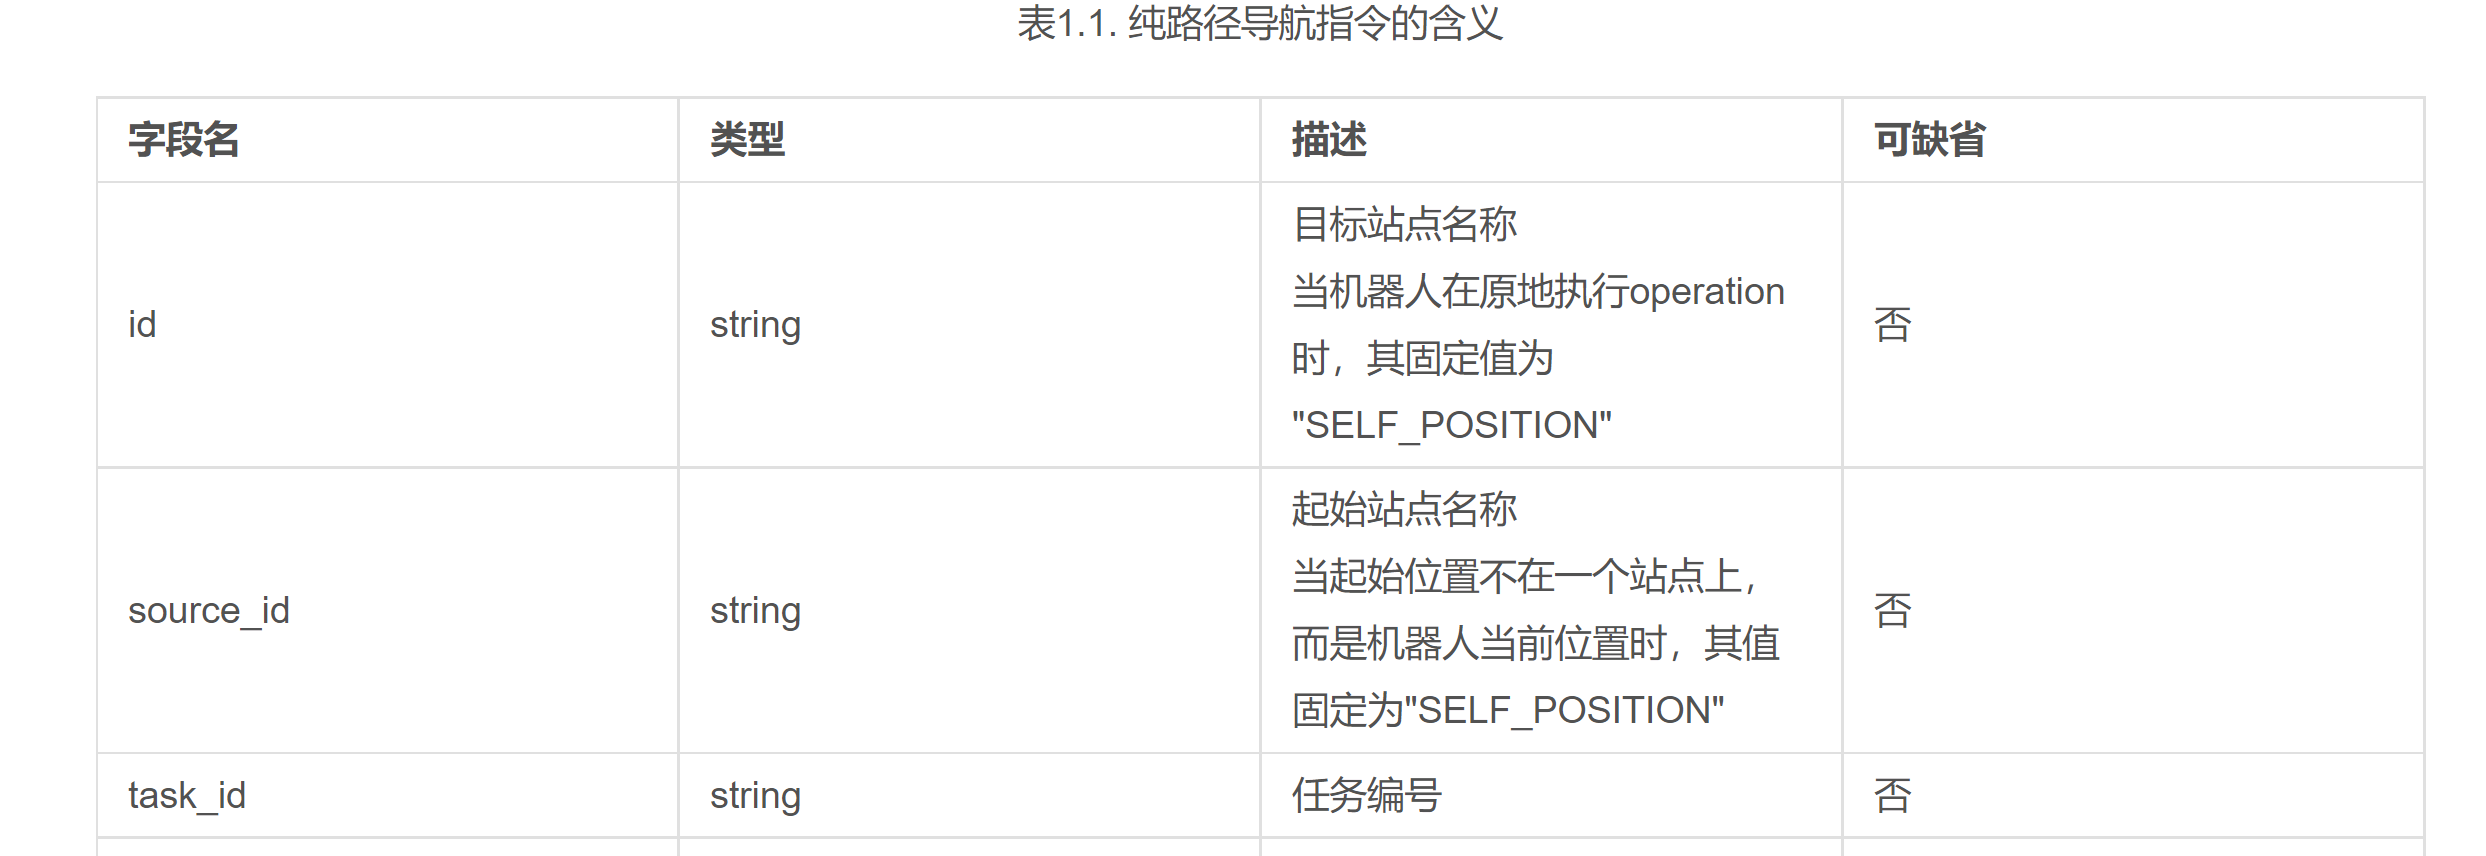 表1.1. 纯路径导航指令的含义
字段名 类型 描述 可缺省
id string 目标站点名称
当机器人在原地执行operation
时，其固定值为
"SELF_POSITION" 否
source_id string 起始站点名称
当起始位置不在一个站点上，
而是机器人当前位置时，其值
固定为"SELF_POSITION" 否
task_id string 任务编号 否